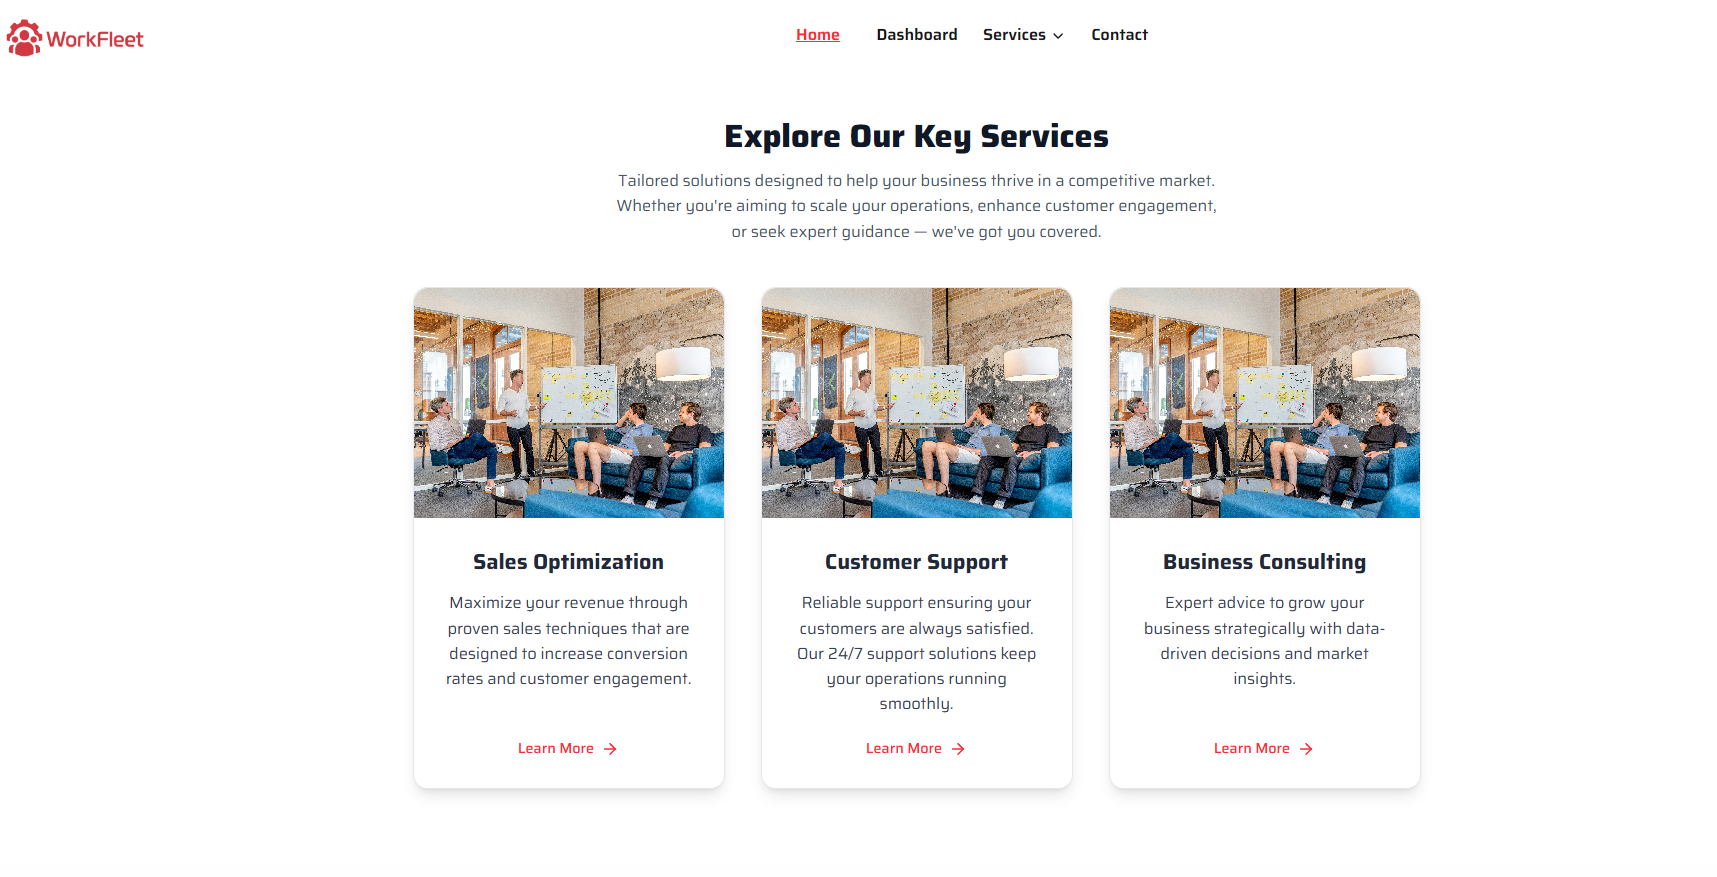 WorkFleet
Home Dashboard Services Contact
Explore Our Key Services
Tailored solutions designed to help your business thrive in a competitive market.
Whether you're aiming to scale your operations, enhance customer engagement,
or seek expert guidance — we've got you covered.
Sales Optimization
Maximize your revenue through
proven sales techniques that are
designed to increase conversion
rates and customer engagement.
Learn More
Customer Support
Reliable support ensuring your
customers are always satisfied.
Our 24/7 support solutions keep
your operations running
smoothly.
Learn More
Business Consulting
Expert advice to grow your
business strategically with data-
driven decisions and market
insights.
Learn More